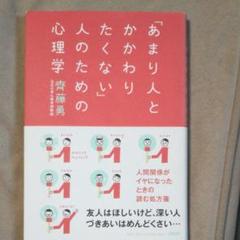 「あまり人と
かかわり
たくない」
人のための
心理学
齊藤勇
人間関係が
イヤになった
ときの
読む処方箋
友人はほしいけど、深い人
づきあいはめんどくさい…